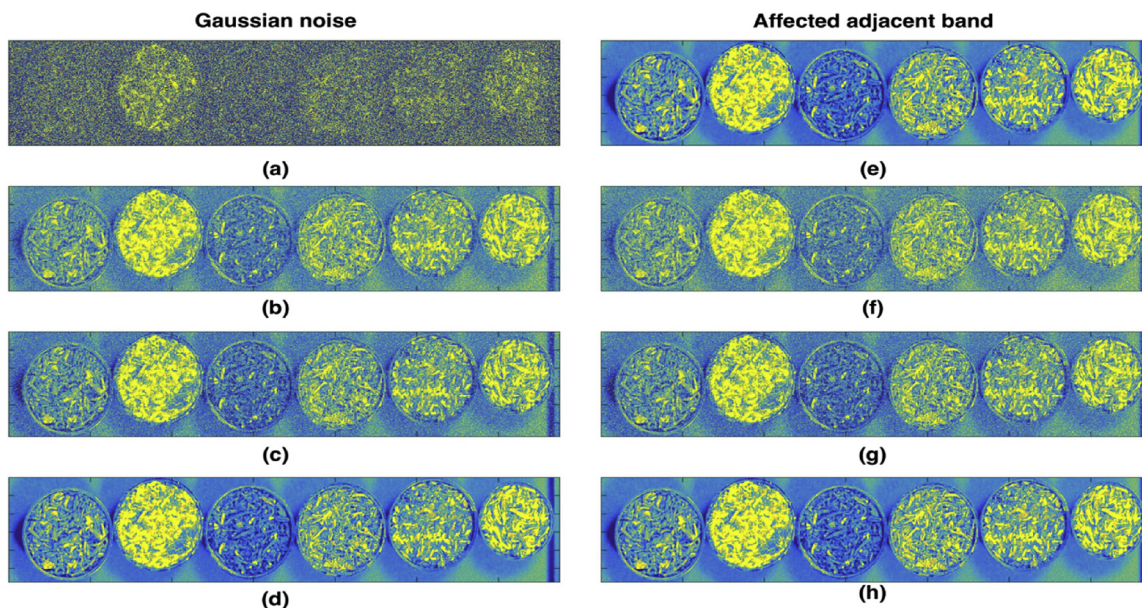 Gaussian noise
Affected adjacent band
(a)
(e)
(b)
(f)
(c)
(g)
(d)
(h)